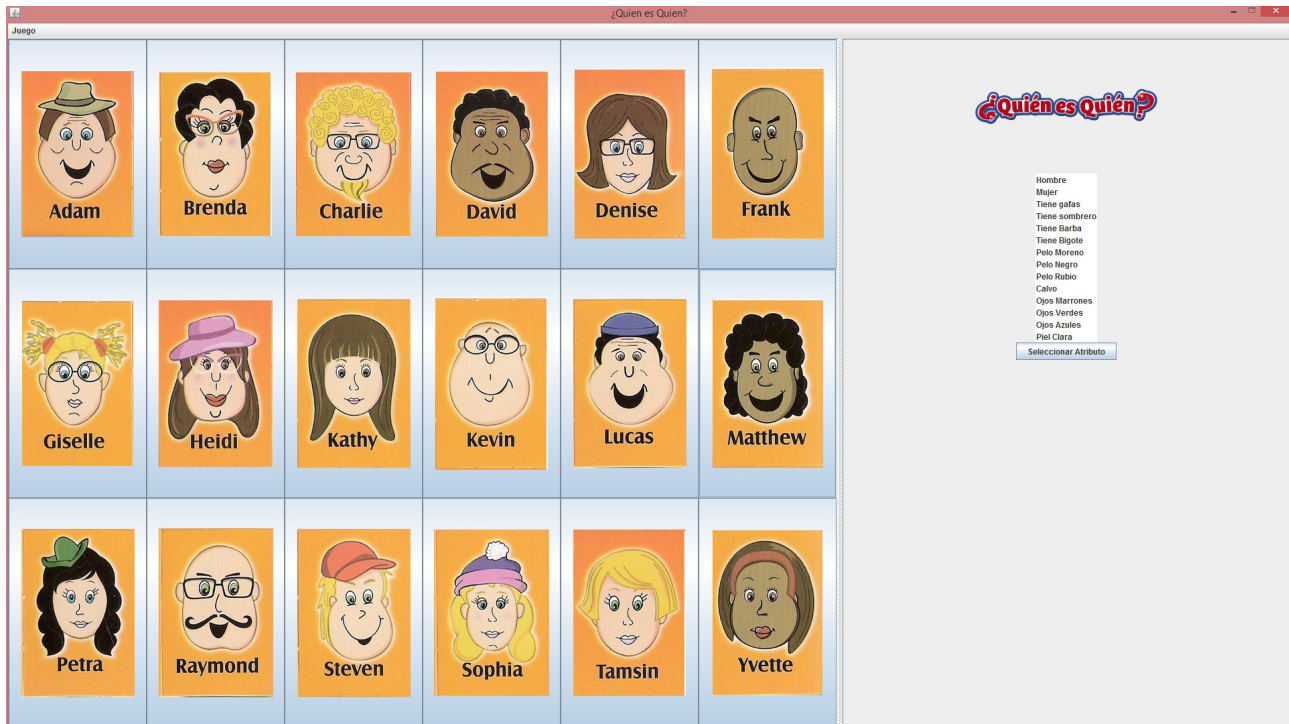 ¿Quien es Quien?
Juego
Adam
Brenda
Charlie
David
Denise
Frank
Giselle
Heidi
Kathy
Kevin
Lucas
Matthew
Petra
Raymond
Steven
Sophia
Tamsin
Yvette
¿Quién es Quién?
Hombre
Mujer
Tiene gafas
Tiene sombrero
Tiene Barba
Tiene Bigote
Pelo Moreno
Pelo Negro
Pelo Rubio
Calvo
Ojos Marrones
Ojos Verdes
Ojos Azules
Piel Clara
Seleccionar Atributo